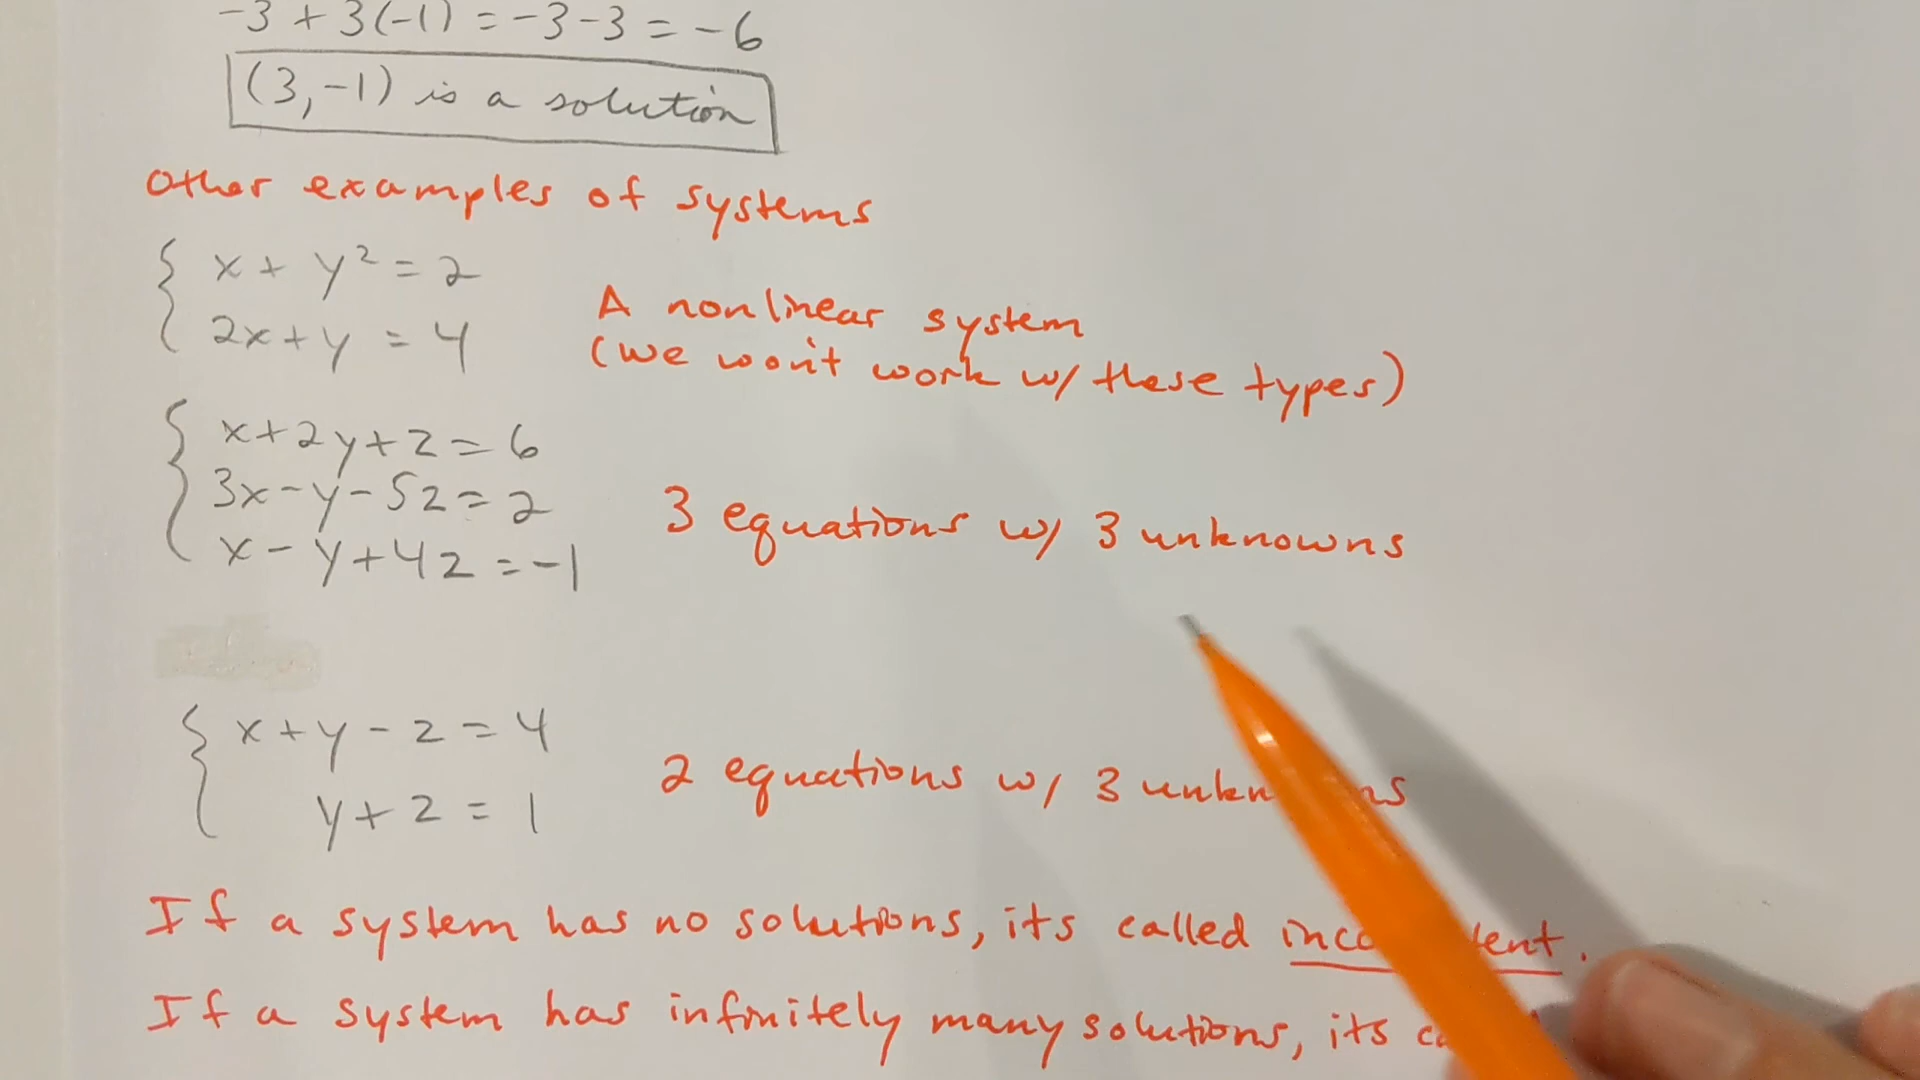 -3 + 3(-1) = -3 - 3 = -6
(3, -1) is a solution
Other examples of systems
x + y² = 2
2x + y = 4
A nonlinear system
(we won't work w/ these types)
x + 2y + z = 6
3x - y - 5z = 2
x - y + 4z = -1
3 equations w/ 3 unknowns
x + y - z = 4
y + z = 1
2 equations w/ 3
If a system has no solutions, its called
If a system has infinitely many solutions, its